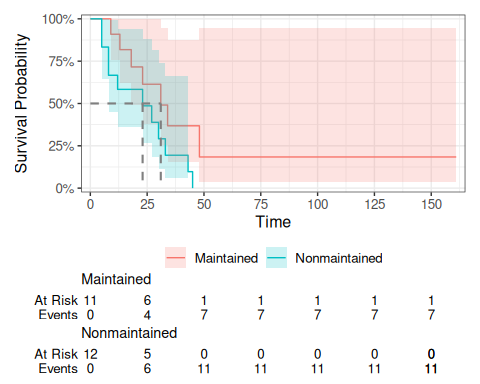 100%
75%
50%
25%
0%
Survival Probability
0 25 50 75 100 125 150
Time
Maintained Nonmaintained
Maintained
At Risk 11 6 1 1 1 1 1
Events 0 4 7 7 7 7 7
Nonmaintained
At Risk 12 5 0 0 0 0 0
Events 0 6 11 11 11 11 11